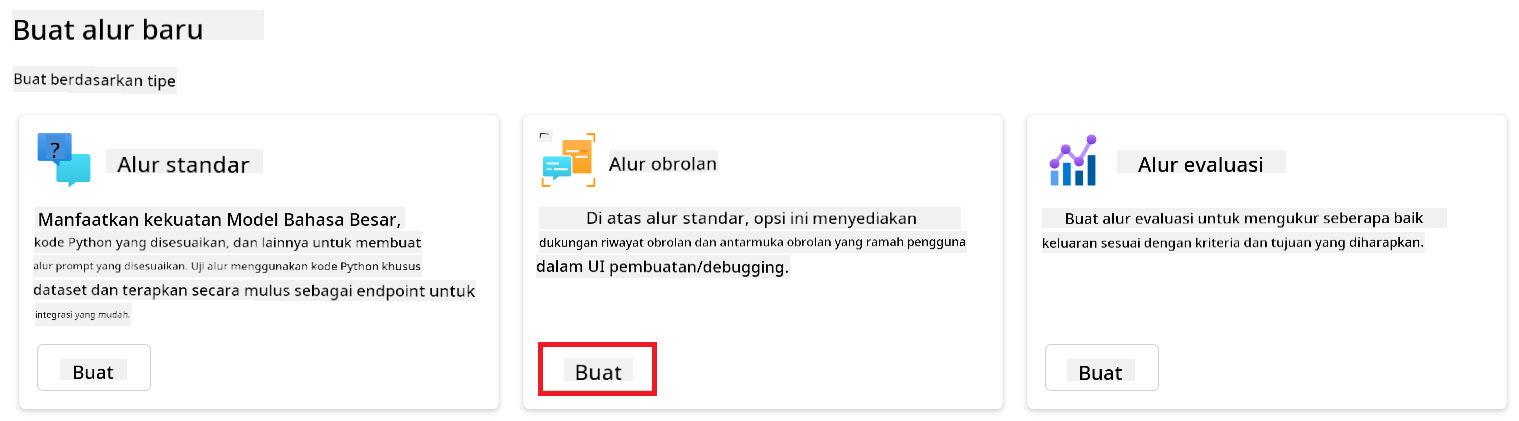 Buat alur baru
Buat berdasarkan tipe
?
Alur standar
Manfaatkan kekuatan Model Bahasa Besar,
kode Python yang disesuaikan, dan lainnya untuk membuat
alur prompt yang disesuaikan. Uji alur menggunakan kode Python khusus
dataset dan terapkan secara mulus sebagai endpoint untuk
integrasi yang mudah.
Buat
Alur obrolan
Di atas alur standar, opsi ini menyediakan
dukungan riwayat obrolan dan antarmuka obrolan yang ramah pengguna
dalam UI pembuatan/debugging.
Buat
Alur evaluasi
Buat alur evaluasi untuk mengukur seberapa baik
keluaran sesuai dengan kriteria dan tujuan yang diharapkan.
Buat